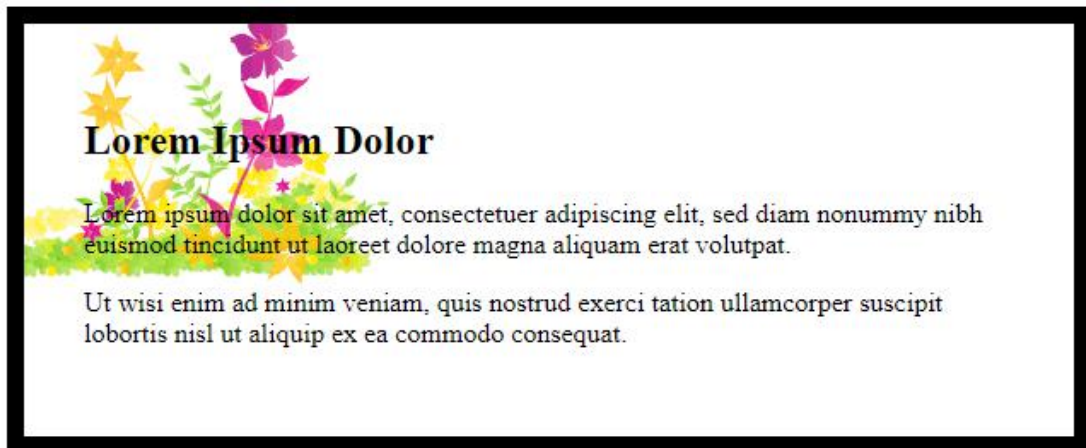 Lorem Ipsum Dolor
Lorem ipsum dolor sit amet, consectetuer adipiscing elit, sed diam nonummy nibh
euismod tincidunt ut laoreet dolore magna aliquam erat volutpat.
Ut wisi enim ad minim veniam, quis nostrud exerci tation ullamcorper suscipit
lobortis nisl ut aliquip ex ea commodo consequat.